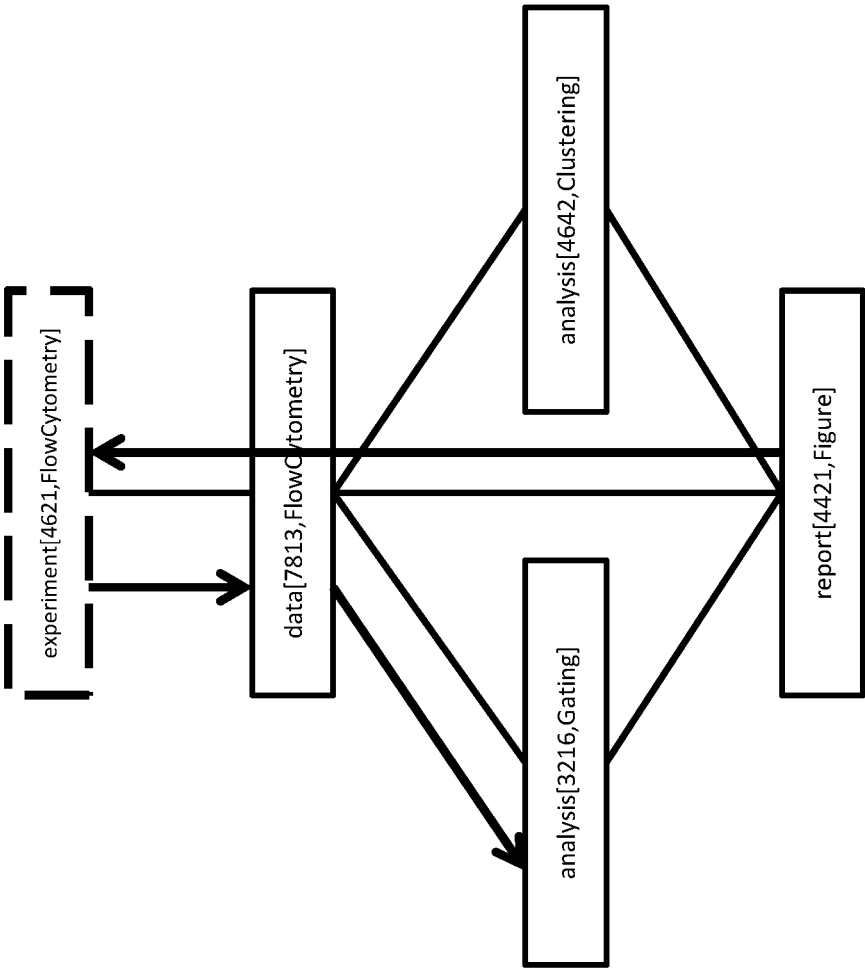 experiment[4621,FlowCytometry]
data[7813,FlowCytometry]
analysis[4642,Clustering]
analysis[3216,Gating]
report[4421,Figure]